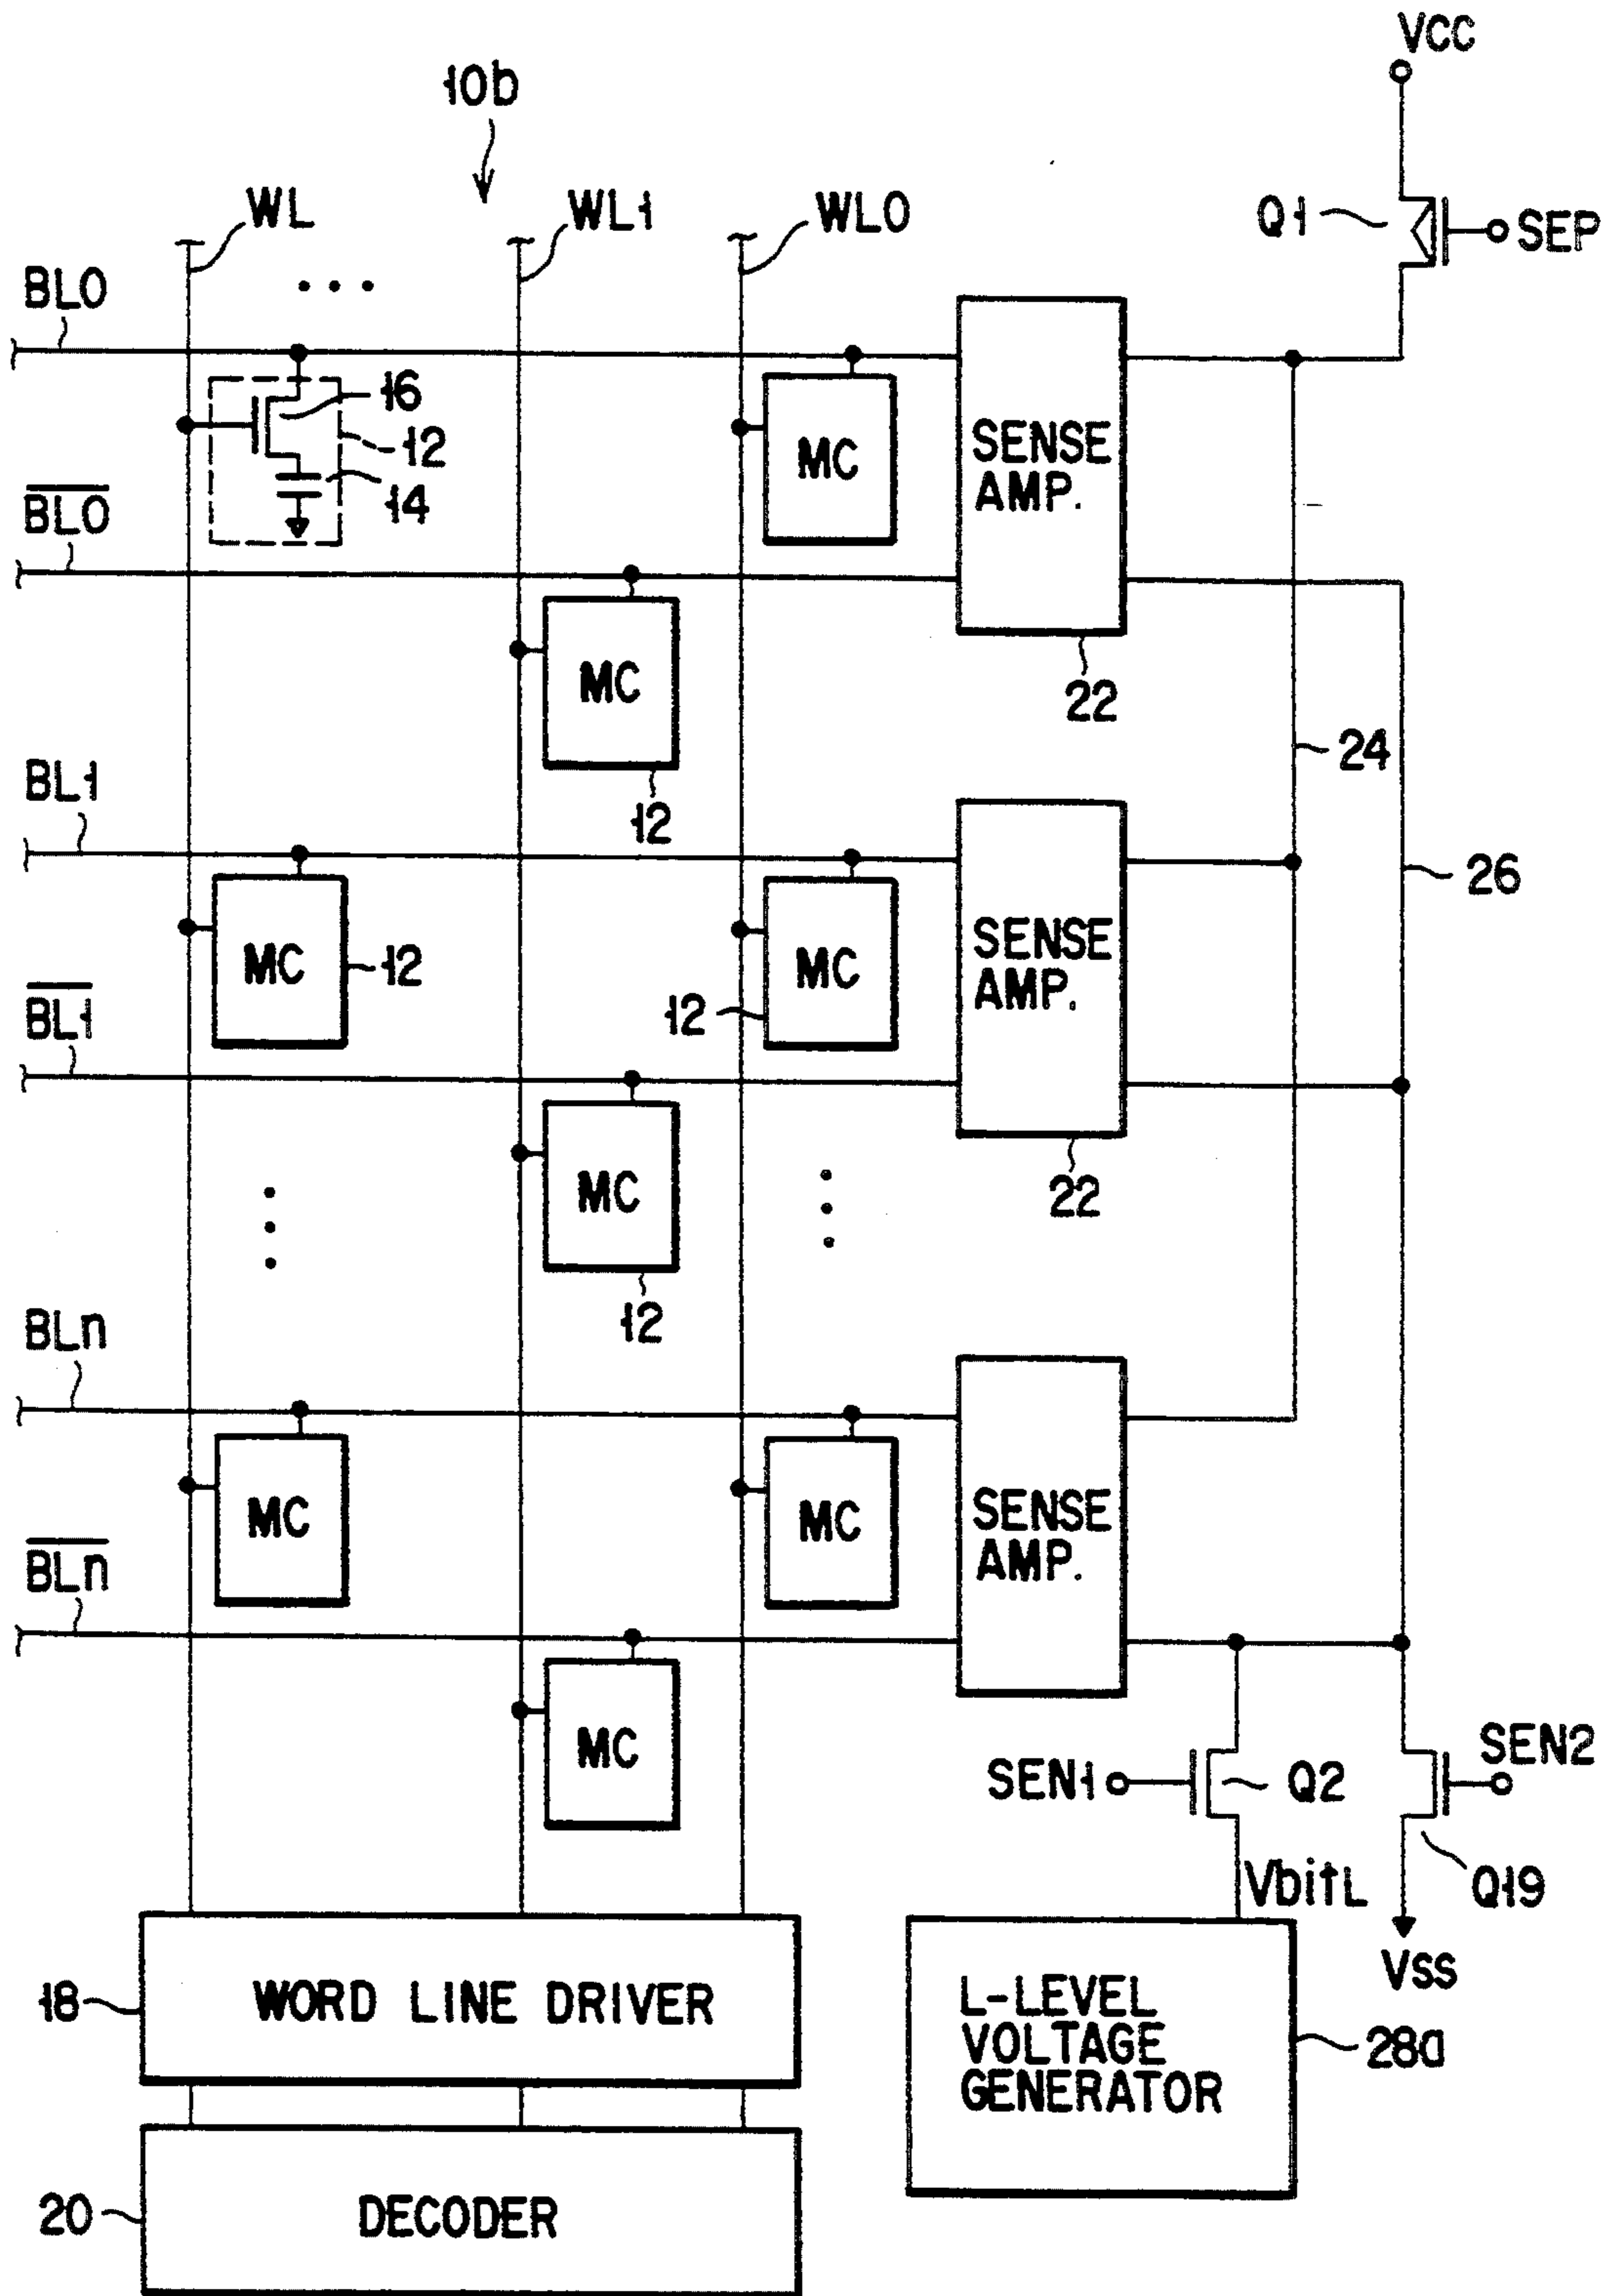 VCC
10b
WL
WL1
WL0
Q1
SEP
BL0
...
16
12
14
MC
SENSE
AMP.
BL0
MC
22
24
12
BL1
26
MC
12
MC
SENSE
AMP.
12
BL1
MC
22
12
BLn
MC
MC
SENSE
AMP.
BLn
MC
SEN1
Q2
SEN2
VbitL
Q19
VSS
18
WORD LINE DRIVER
L-LEVEL
VOLTAGE
GENERATOR
28a
20
DECODER